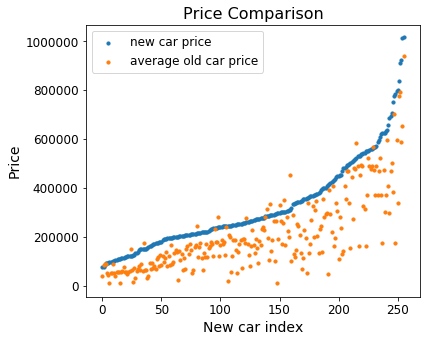 Price Comparison
new car price
average old car price
Price
1000000
800000
600000
400000
200000
0
0 50 100 150 200 250
New car index